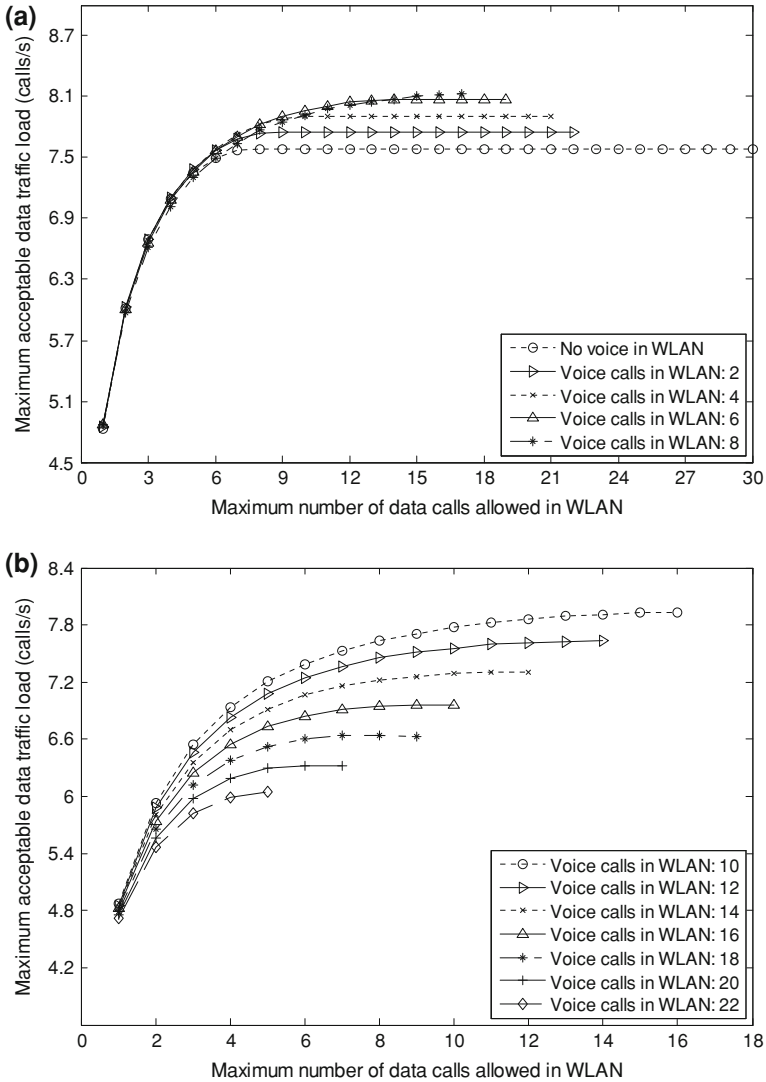 (a)
Maximum acceptable data traffic load (calls/s)
8.7
8.1
7.5
6.9
6.3
5.7
5.1
4.5
3 6 9 12 15 18 21 24 27 30
Maximum number of data calls allowed in WLAN
No voice in WLAN
Voice calls in WLAN: 2
Voice calls in WLAN: 4
Voice calls in WLAN: 6
Voice calls in WLAN: 8
(b)
Maximum acceptable data traffic load (calls/s)
8.4
7.8
7.2
6.6
6
5.4
4.8
4.2
0 2 4 6 8 10 12 14 16 18
Maximum number of data calls allowed in WLAN
Voice calls in WLAN: 10
Voice calls in WLAN: 12
Voice calls in WLAN: 14
Voice calls in WLAN: 16
Voice calls in WLAN: 18
Voice calls in WLAN: 20
Voice calls in WLAN: 22